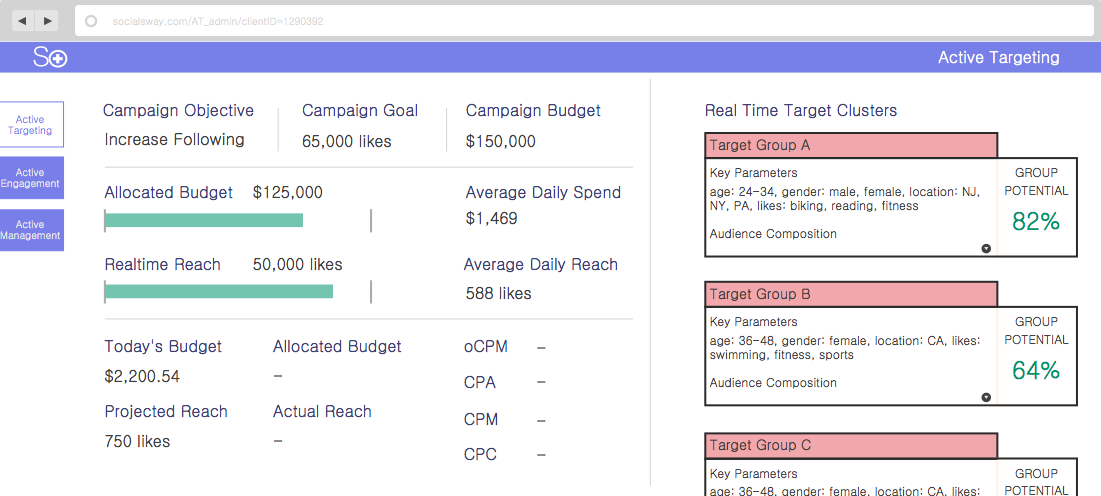 socialsway.com/AT_admin/clientID=1290392
S
Active Targeting
Active
Targeting
Active
Engagement
Active
Management
Campaign Objective
Increase Following
Campaign Goal
65,000 likes
Campaign Budget
$150,000
Allocated Budget $125,000
Average Daily Spend
$1,469
Realtime Reach 50,000 likes
Average Daily Reach
588 likes
Today's Budget
$2,200.54
Allocated Budget
–
Projected Reach
750 likes
Actual Reach
–
oCPM –
CPA –
CPM –
CPC –
Real Time Target Clusters
Target Group A
Key Parameters
age: 24-34, gender: male, female, location: NJ,
NY, PA, likes: biking, reading, fitness
Audience Composition
GROUP
POTENTIAL
82%
Target Group B
Key Parameters
age: 36-48, gender: female, location: CA, likes:
swimming, fitness, sports
Audience Composition
GROUP
POTENTIAL
64%
Target Group C
Key Parameters
age: 36-48, gender: female, location: CA, likes:
GROUP
POTENTIAL